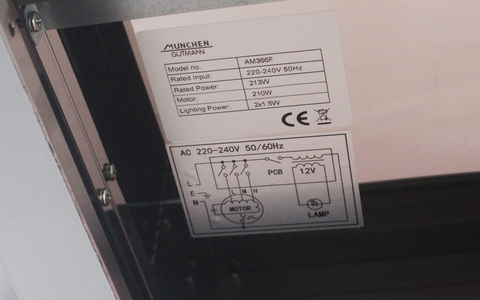 MUNCHEN
GUTMANN
Model no. AM366F
Rated Input: 220-240V 50Hz
Rated Power: 213W
Motor: 210W
Lighting Power: 2x1.5W
CE
AC 220-240V 50/60Hz
L
PCB 12V
E
L M H
N
MOTOR
LAMP